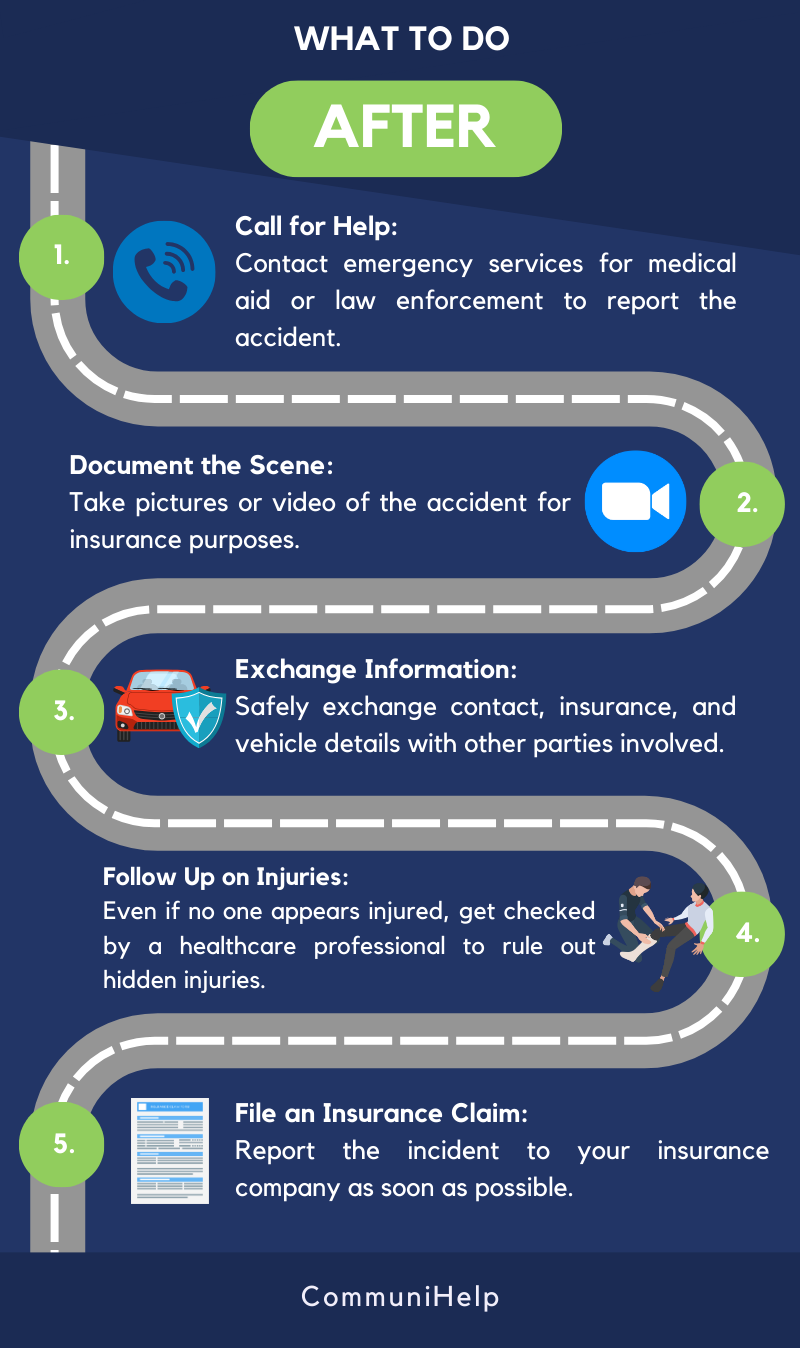 WHAT TO DO
AFTER
1.
Call for Help:
Contact emergency services for medical
aid or law enforcement to report the
accident.
Document the Scene:
Take pictures or video of the accident for
insurance purposes.
2.
3.
Exchange Information:
Safely exchange contact, insurance, and
vehicle details with other parties involved.
Follow Up on Injuries:
Even if no one appears injured, get checked
by a healthcare professional to rule out
hidden injuries.
4.
5.
File an Insurance Claim:
Report the incident to your insurance
company as soon as possible.
CommuniHelp